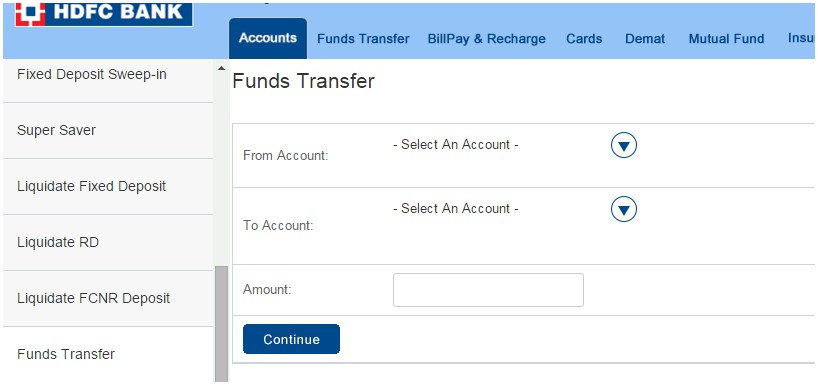 HDFC BANK
Accounts Funds Transfer BillPay & Recharge Cards Demat Mutual Fund Insu
Fixed Deposit Sweep-in
Super Saver
Liquidate Fixed Deposit
Liquidate RD
Liquidate FCNR Deposit
Funds Transfer
Funds Transfer
From Account: - Select An Account -
To Account: - Select An Account -
Amount:
Continue